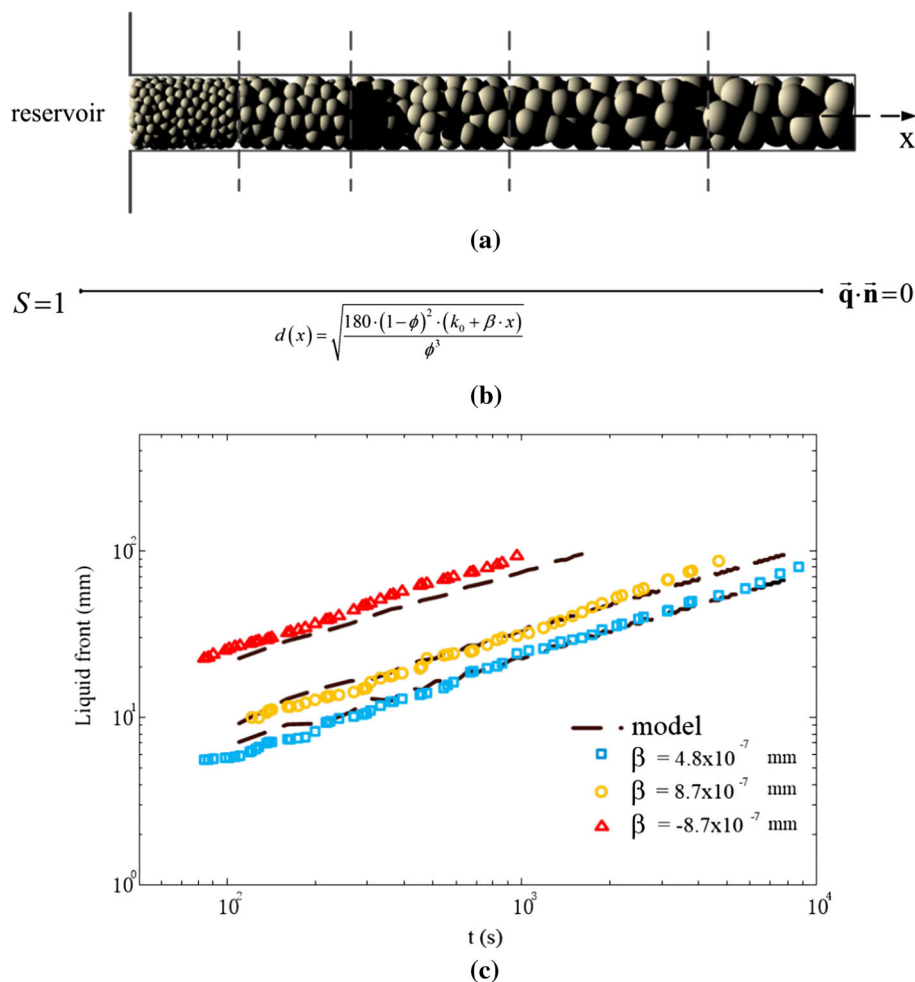 reservoir
x
(a)
S=1
q⃗·n⃗=0
d(x)=√(180·(1-ϕ)²·(k₀+β·x)/ϕ³)
(b)
Liquid front (mm)
10²
10¹
10⁰
model
β = 4.8x10⁻⁷ mm
β = 8.7x10⁻⁷ mm
β = -8.7x10⁻⁷ mm
10² 10³ 10⁴
t (s)
(c)